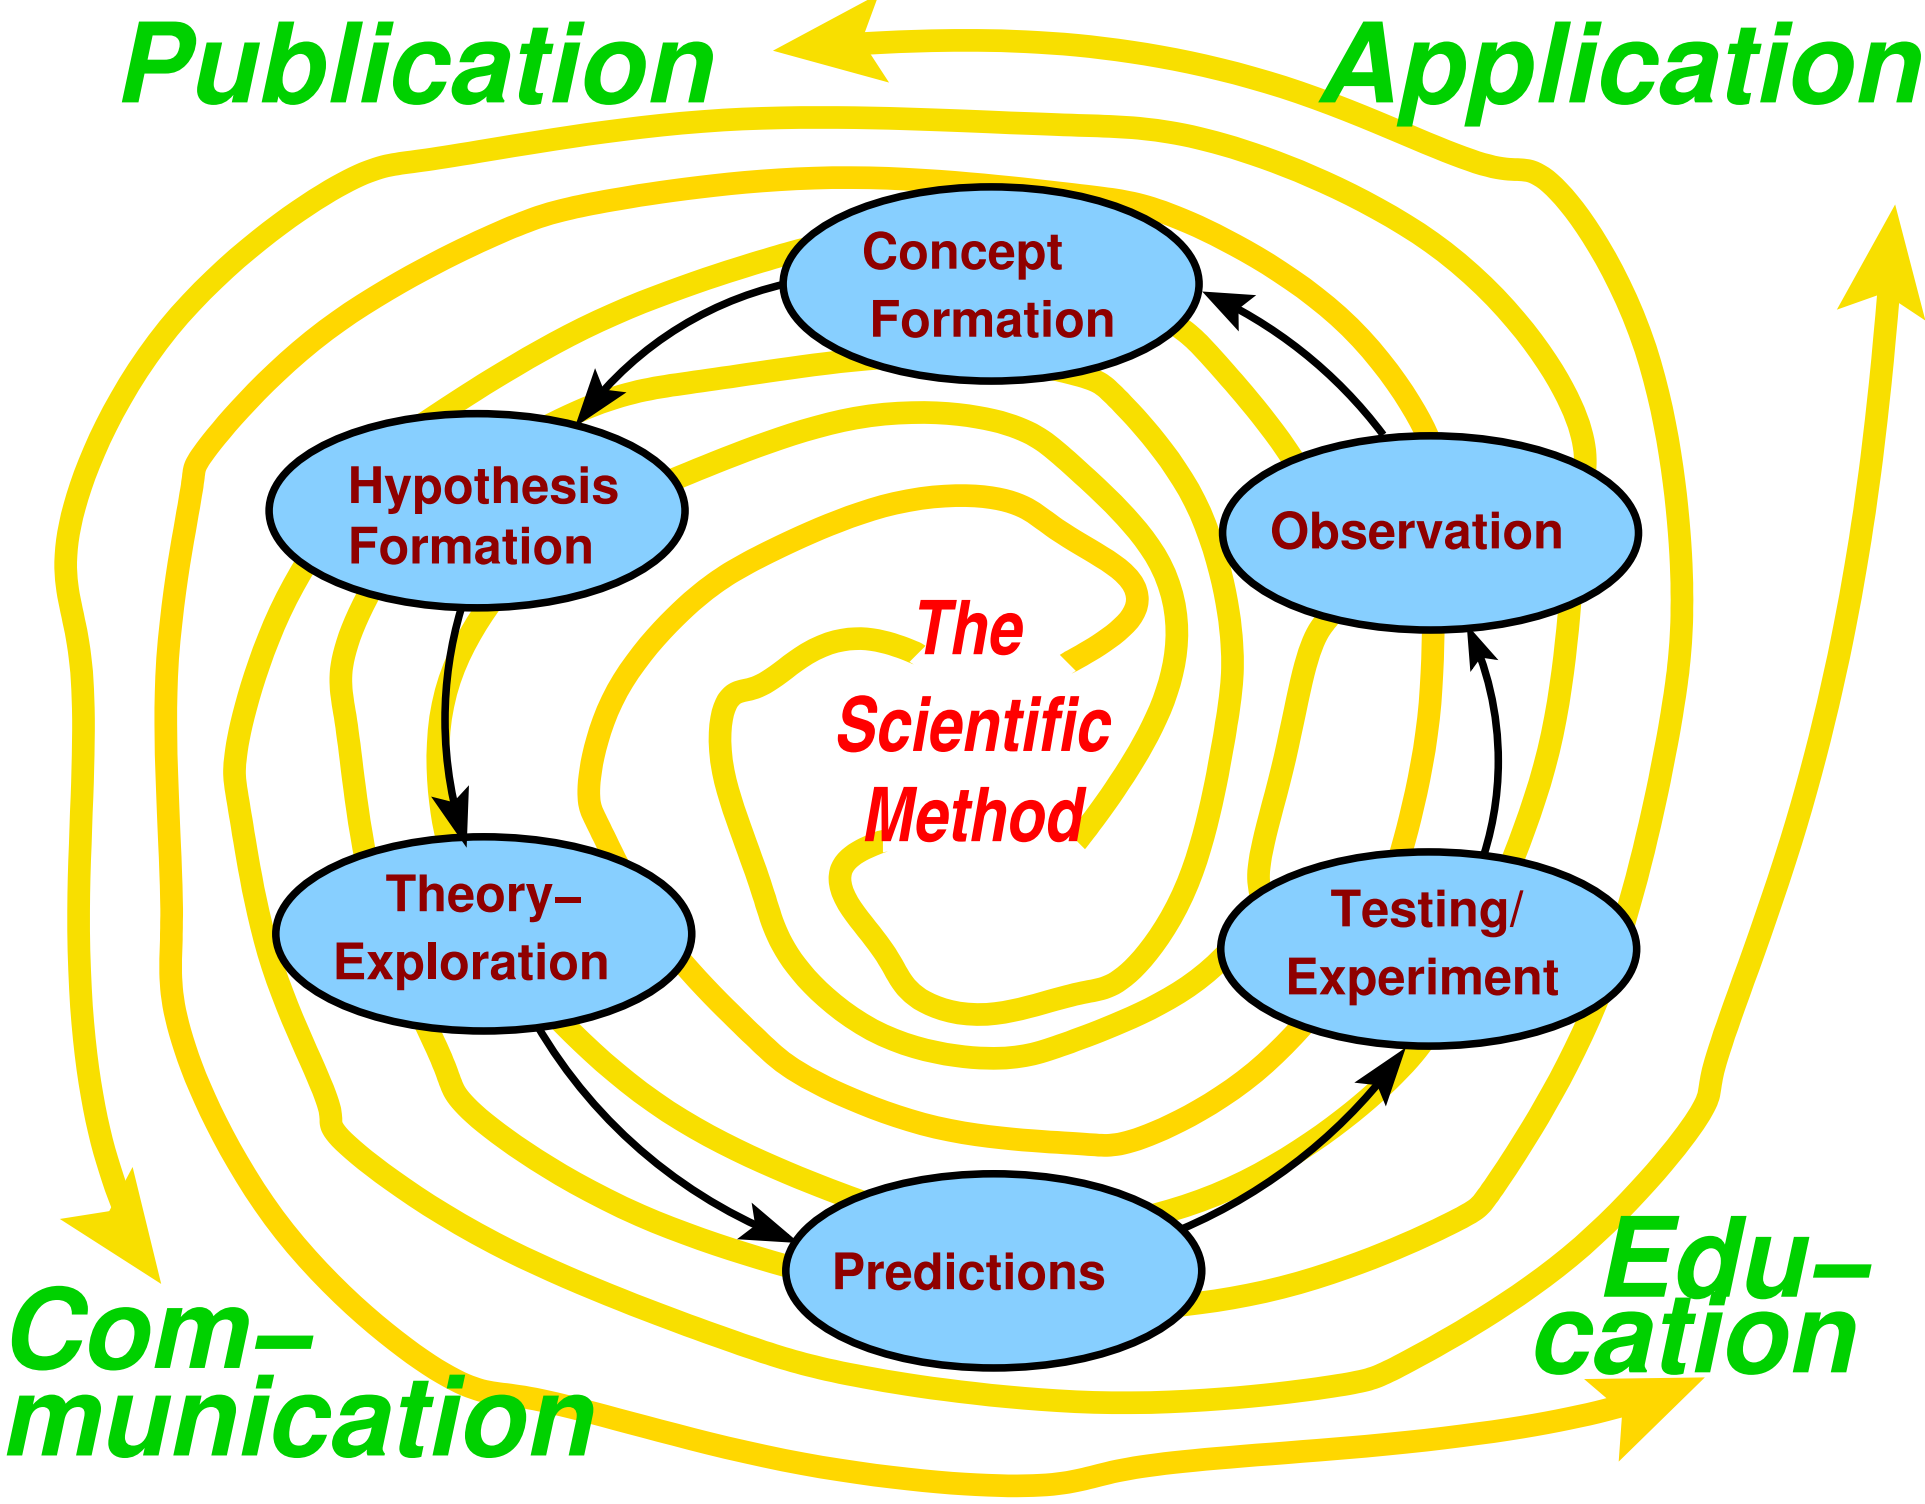 Publication
Application
Concept
Formation
Hypothesis
Formation
Observation
The
Scientific
Method
Theory–
Exploration
Testing/
Experiment
Predictions
Com–
munication
Edu–
cation